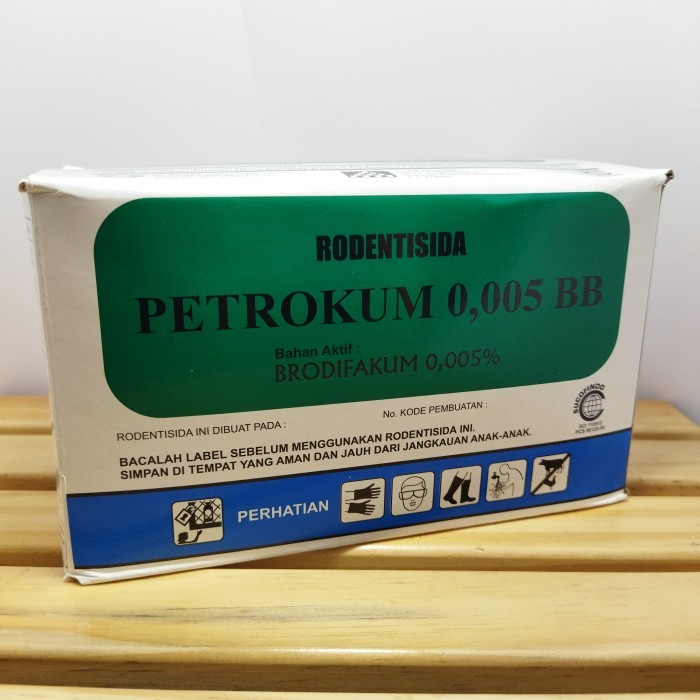 RODENTISIDA
PETROKUM 0,005 BB
Bahan Aktif :
BRODIFAKUM 0,005%
No. KODE PEMBUATAN :
RODENTISIDA INI DIBUAT PADA :
BACALAH LABEL SEBELUM MENGGUNAKAN RODENTISIDA INI.
SIMPAN DI TEMPAT YANG AMAN DAN JAUH DARI JANGKAUAN ANAK-ANAK.
SUCOFINDO
PERHATIAN